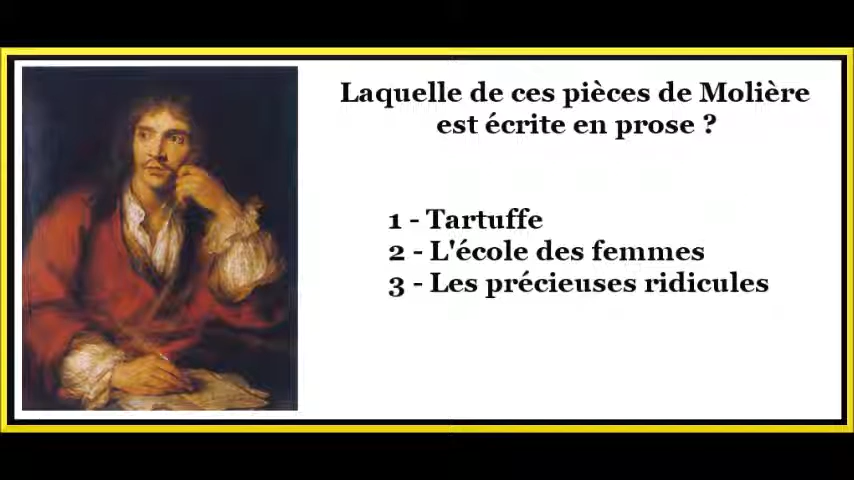 Laquelle de ces pièces de Molière
est écrite en prose ?
1 - Tartuffe
2 - L'école des femmes
3 - Les précieuses ridicules